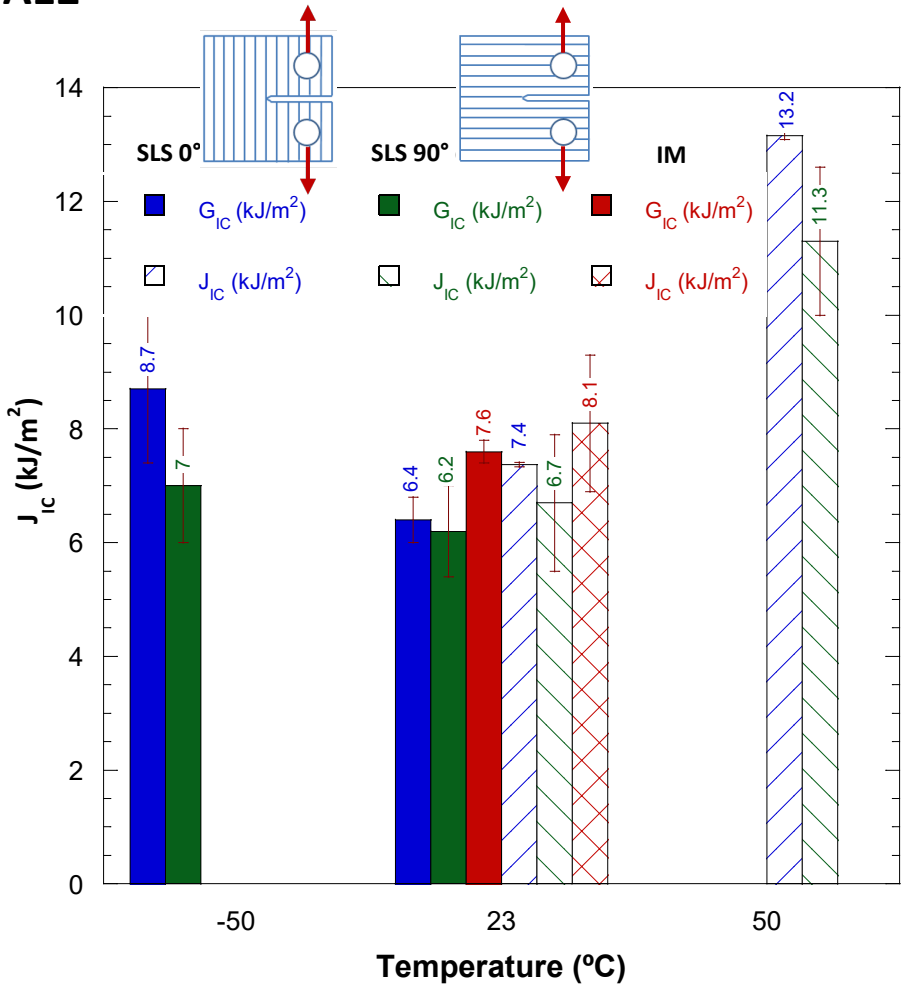 14
12
10
8
6
4
2
0
J_IC (kJ/m²)
SLS 0°
SLS 90°
IM
G_IC (kJ/m²)
G_IC (kJ/m²)
G_IC (kJ/m²)
J_IC (kJ/m²)
J_IC (kJ/m²)
J_IC (kJ/m²)
8.7
7
6.4
6.2
7.6
7.4
6.7
8.1
13.2
11.3
-50
23
50
Temperature (ºC)